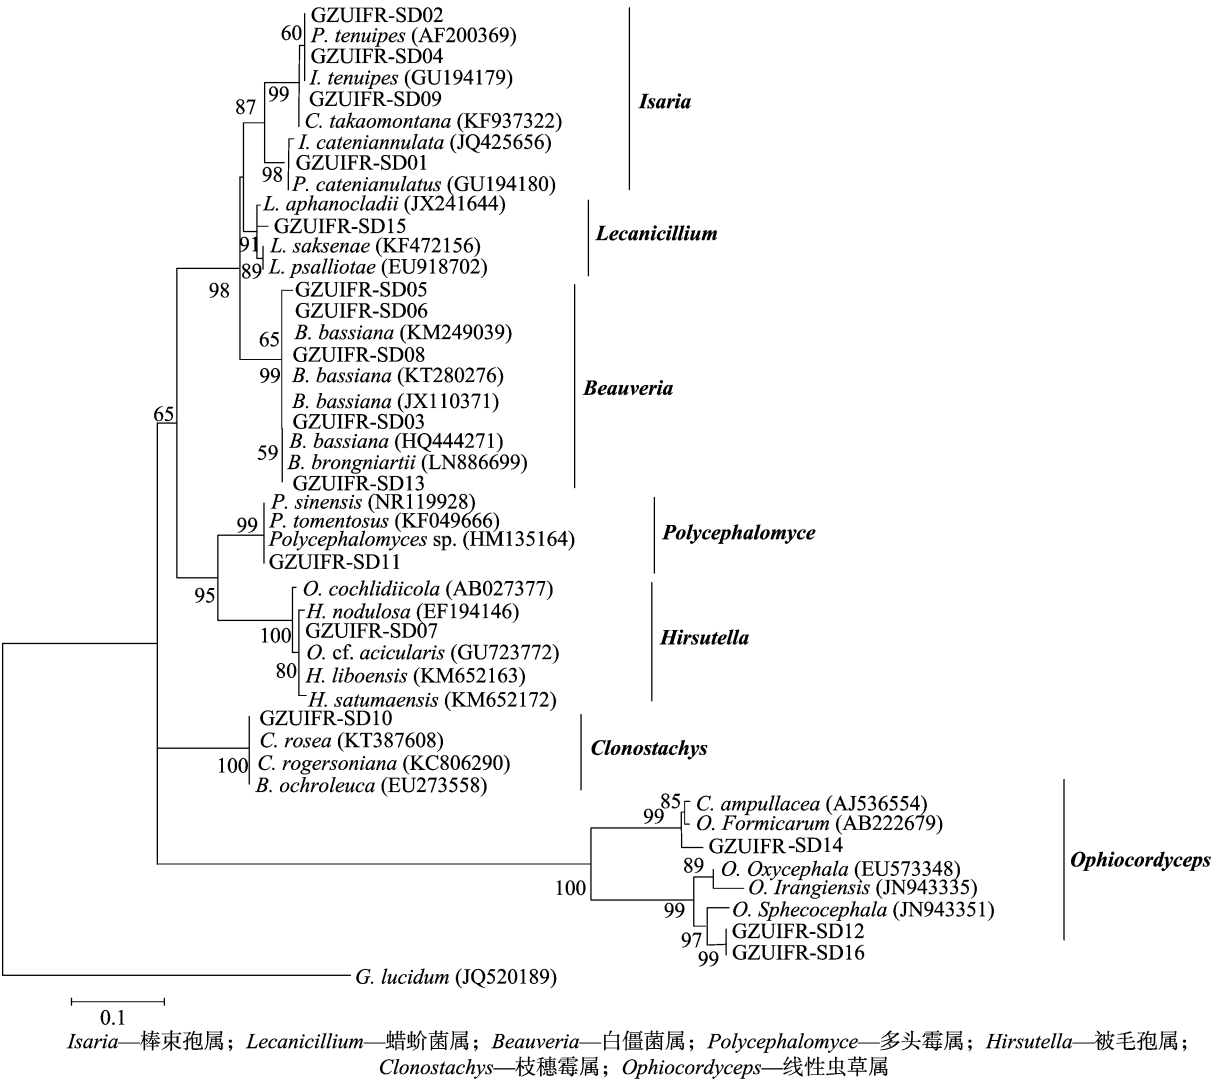 GZUIFR-SD02
60
P. tenuipes (AF200369)
GZUIFR-SD04
I. tenuipes (GU194179)
99
GZUIFR-SD09
87
Isaria
C. takaomontana (KF937322)
I. cateniannulata (JQ425656)
GZUIFR-SD01
98
P. catenianulatus (GU194180)
L. aphanocladii (JX241644)
GZUIFR-SD15
Lecanicillium
91
L. saksenae (KF472156)
L. psalliotae (EU918702)
89
98
GZUIFR-SD05
GZUIFR-SD06
B. bassiana (KM249039)
65
GZUIFR-SD08
99
B. bassiana (KT280276)
Beauveria
B. bassiana (JX110371)
65
GZUIFR-SD03
B. bassiana (HQ444271)
59
B. brongniartii (LN886699)
GZUIFR-SD13
P. sinensis (NR119928)
99
P. tomentosus (KF049666)
Polycephalomyce
Polycephalomyces sp. (HM135164)
GZUIFR-SD11
95
O. cochlidiicola (AB027377)
H. nodulosa (EF194146)
100
GZUIFR-SD07
Hirsutella
O. cf. acicularis (GU723772)
80
H. liboensis (KM652163)
H. satumaensis (KM652172)
GZUIFR-SD10
C. rosea (KT387608)
Clonostachys
100
C. rogersoniana (KC806290)
B. ochroleuca (EU273558)
85
C. ampullacea (AJ536554)
99
O. Formicarum (AB222679)
GZUIFR-SD14
Ophiocordyceps
89
O. Oxycephala (EU573348)
100
O. Irangiensis (JN943335)
99
O. Sphecocephala (JN943351)
GZUIFR-SD12
97
GZUIFR-SD16
99
G. lucidum (JQ520189)
0.1
Isaria—棒束孢属；Lecanicillium—蜡蚧菌属；Beauveria—白僵菌属；Polycephalomyce—多头霉属；Hirsutella—被毛孢属；
Clonostachys—枝穗霉属；Ophiocordyceps—线性虫草属